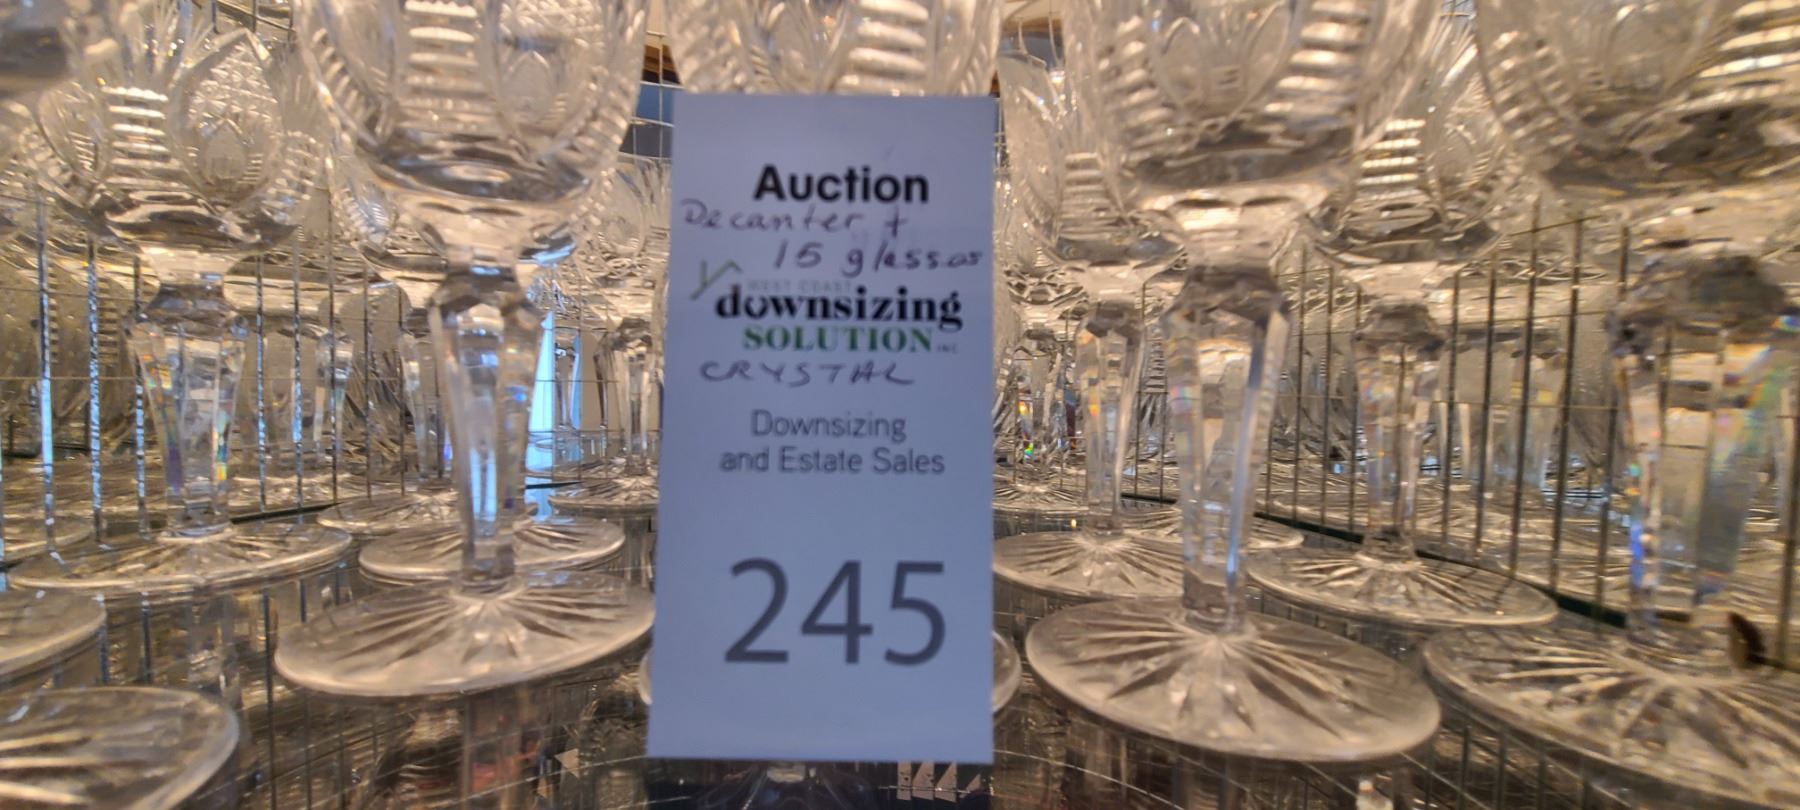 Auction
Decanter +
15 glasses
WEST COAST
downsizing
SOLUTION INC
CRYSTAL
Downsizing
and Estate Sales
245